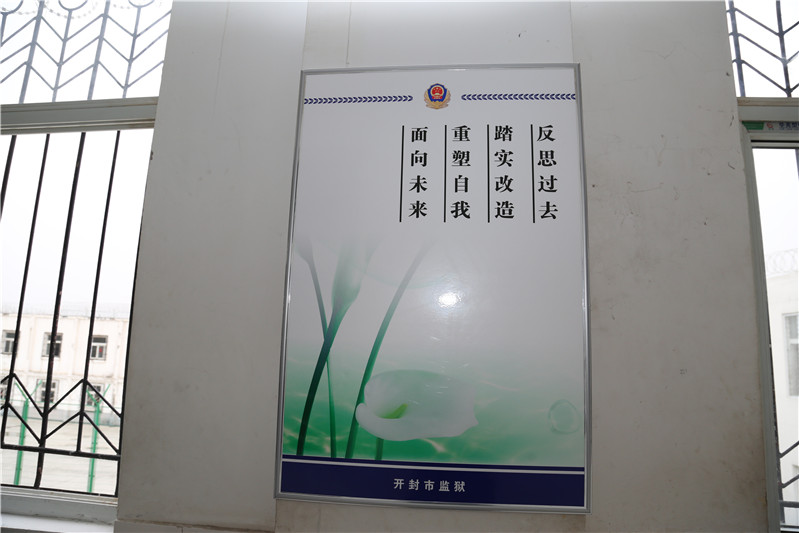 反思过去
踏实改造
重塑自我
面向未来
开封市监狱